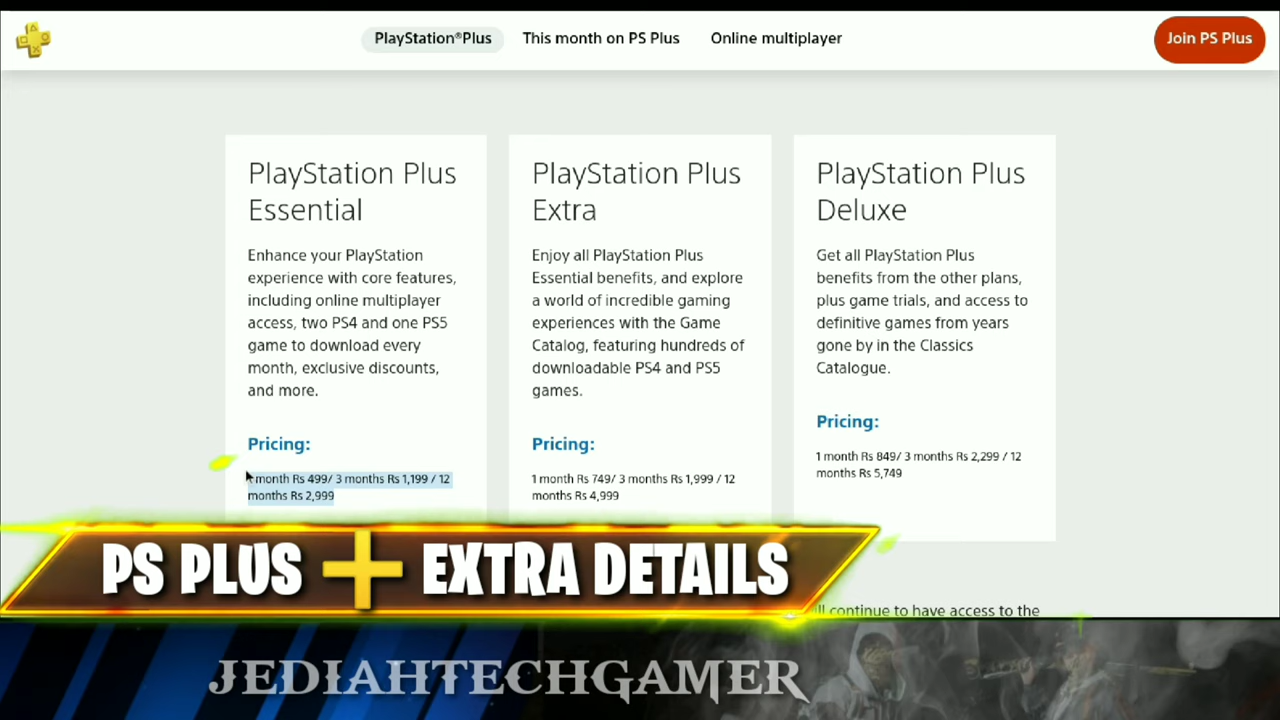 PlayStation®Plus
This month on PS Plus
Online multiplayer
Join PS Plus
PlayStation Plus
Essential
Enhance your PlayStation
experience with core features,
including online multiplayer
access, two PS4 and one PS5
game to download every
month, exclusive discounts,
and more.
Pricing:
1 month Rs 499/ 3 months Rs 1,199 / 12
months Rs 2,999
PlayStation Plus
Extra
Enjoy all PlayStation Plus
Essential benefits, and explore
a world of incredible gaming
experiences with the Game
Catalog, featuring hundreds of
downloadable PS4 and PS5
games.
Pricing:
1 month Rs 749/ 3 months Rs 1,999 / 12
months Rs 4,999
PlayStation Plus
Deluxe
Get all PlayStation Plus
benefits from the other plans,
plus game trials, and access to
definitive games from years
gone by in the Classics
Catalogue.
Pricing:
1 month Rs 849/ 3 months Rs 2,299 / 12
months Rs 5,749
continue to have access to the
PS PLUS + EXTRA DETAILS
JEDIAHTECHGAMER